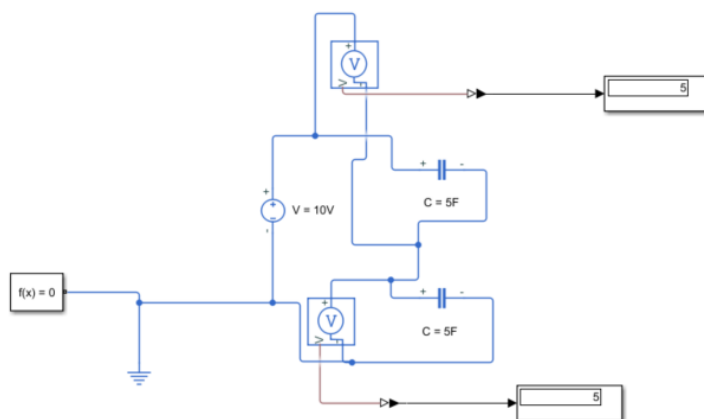 +
V
V
-
5
+
-
C = 5F
+
V = 10V
-
f(x) = 0
+
V
V
-
+
-
C = 5F
5